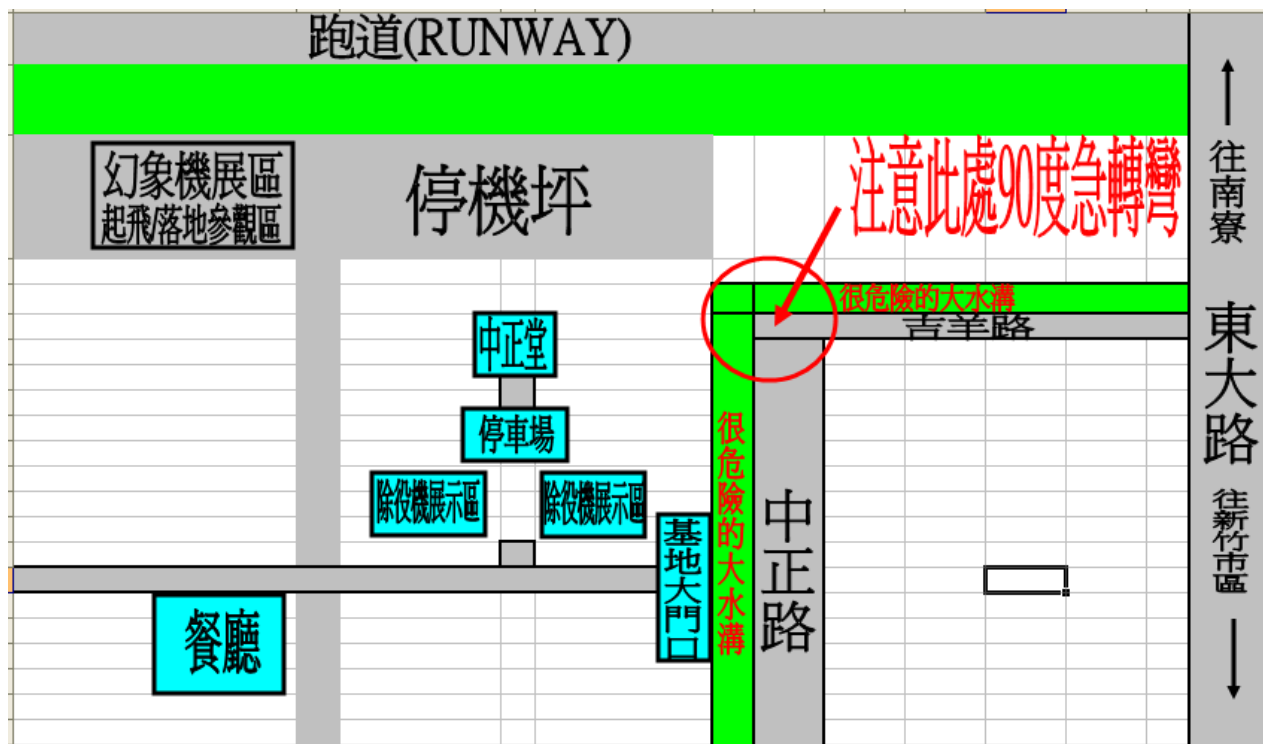 跑道(RUNWAY)
幻象機展區
起飛/落地參觀區
停機坪
注意此處90度急轉彎
往南寮
很危險的大水溝
吉羊路
東大路
中正堂
停車場
除役機展示區
除役機展示區
很危險的大水溝
中正路
基地大門口
往新竹市區
餐廳